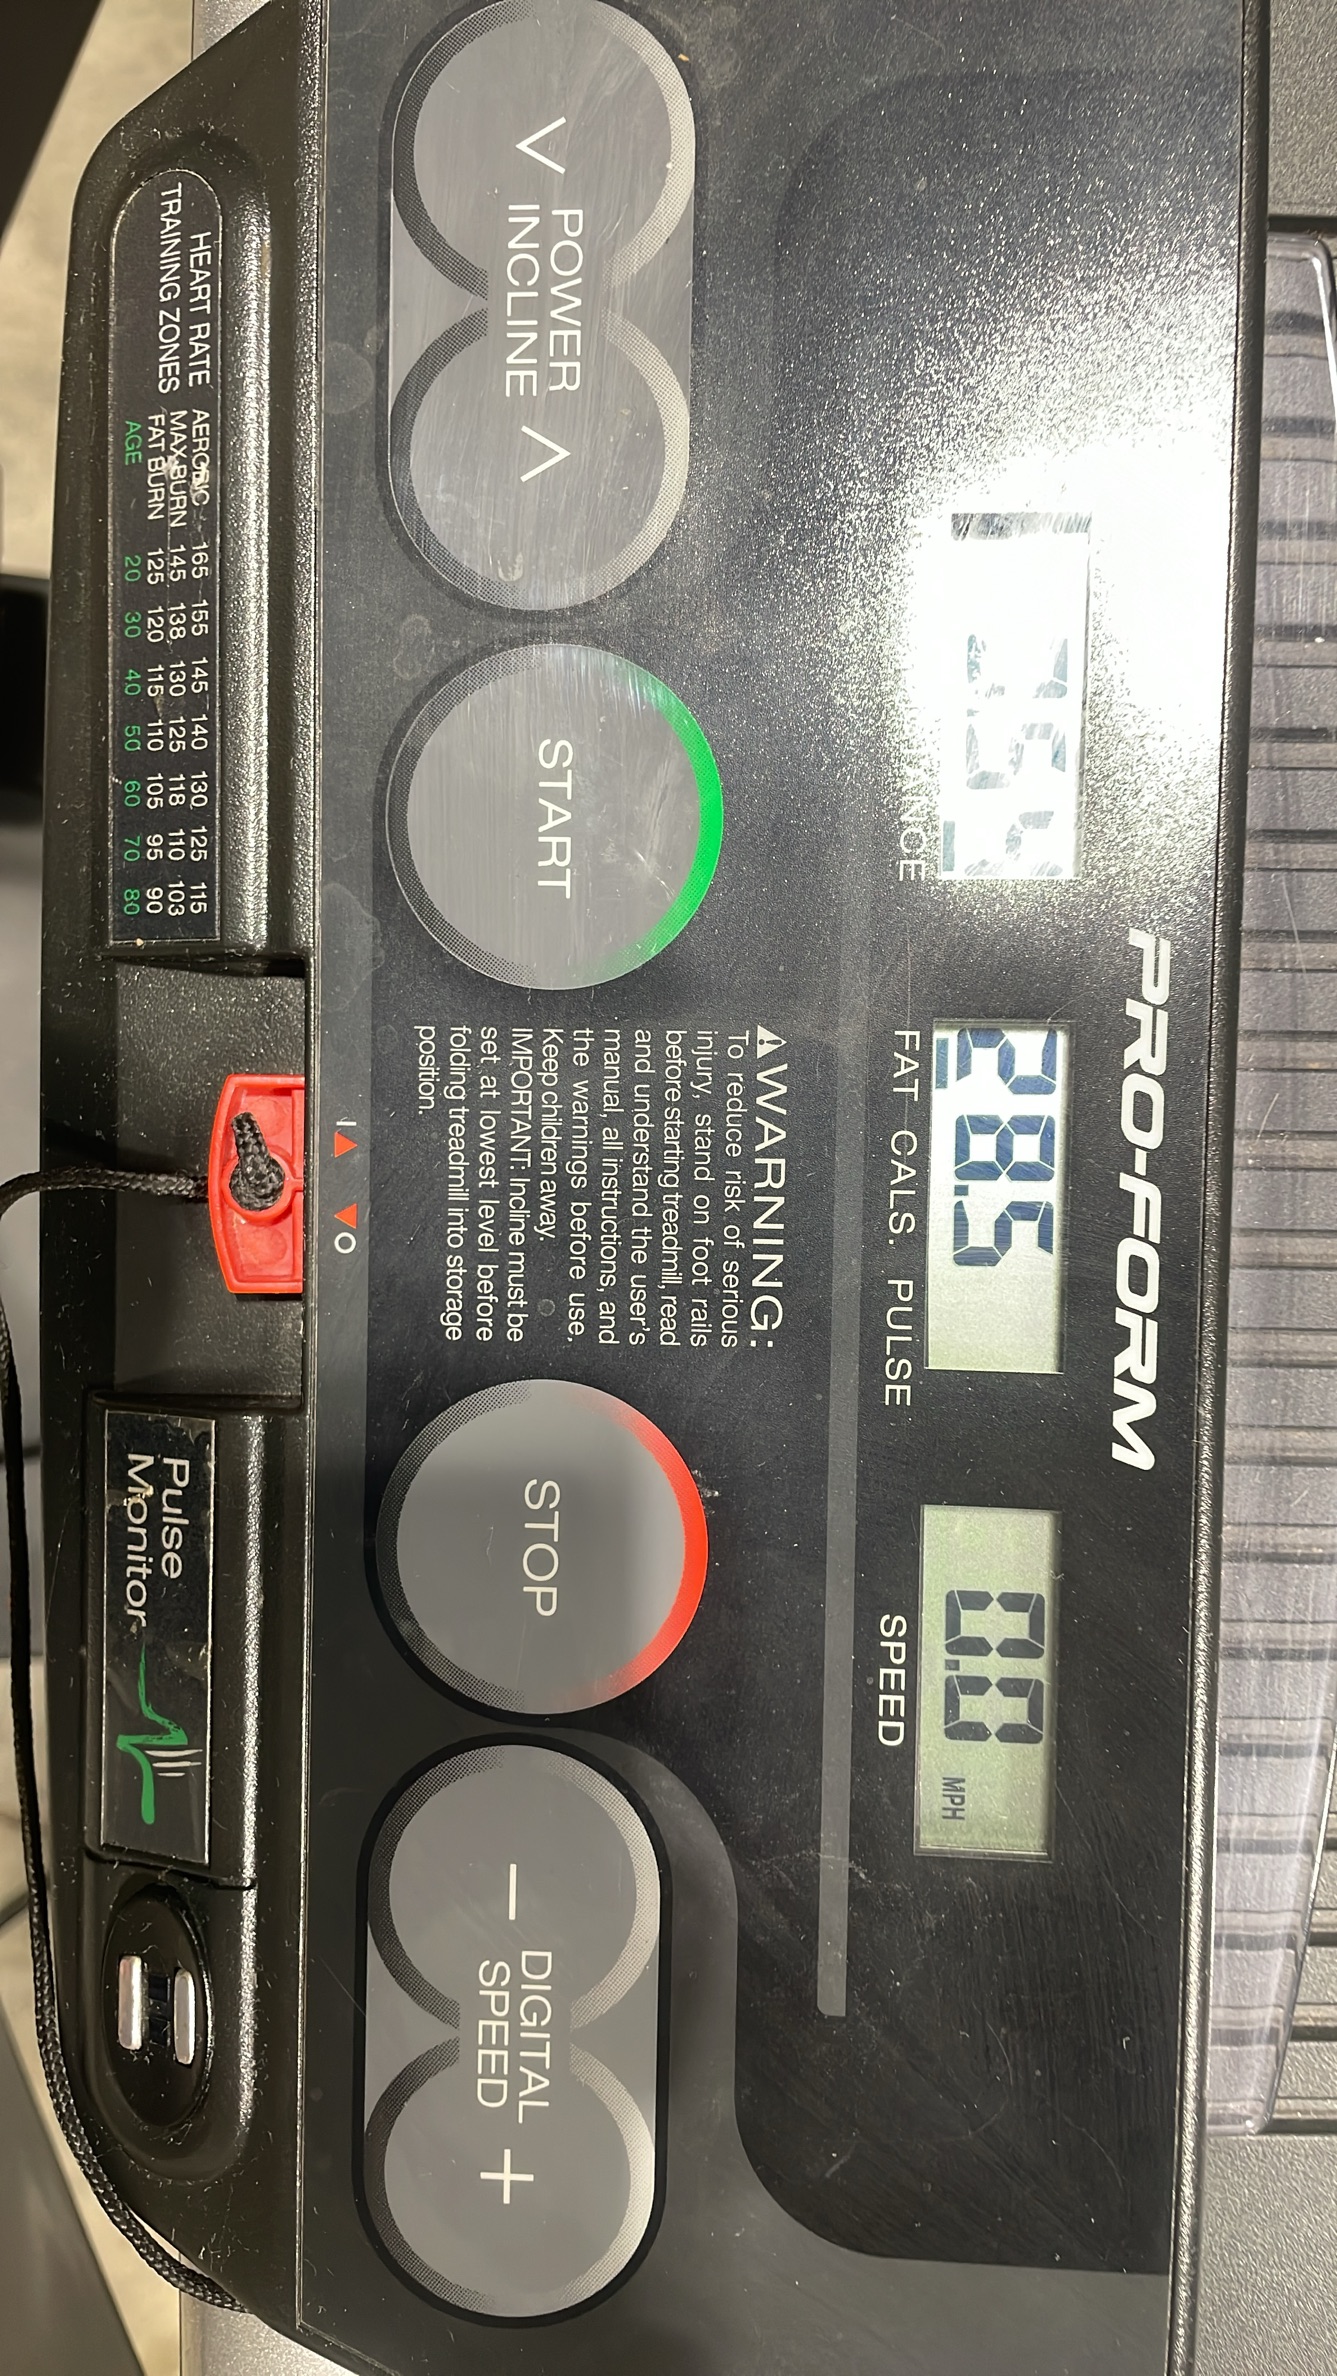 PRO-FORM
28.5
0.0
MPH
FAT CALS. PULSE
SPEED
POWER
INCLINE
START
⚠WARNING:
To reduce risk of serious
injury, stand on foot rails
before starting treadmill, read
and understand the user's
manual, all instructions, and
the warnings before use,
Keep children away.
IMPORTANT: Incline must be
set at lowest level before
folding treadmill into storage
position.
STOP
− DIGITAL +
SPEED
I O
HEART RATE
TRAINING ZONES
AEROBIC 165 155 145 140 130 125 115
MAX BURN 145 138 130 125 118 110 103
FAT BURN 125 120 115 110 105 95 90
AGE 20 30 40 50 60 70 80
Pulse
Monitor